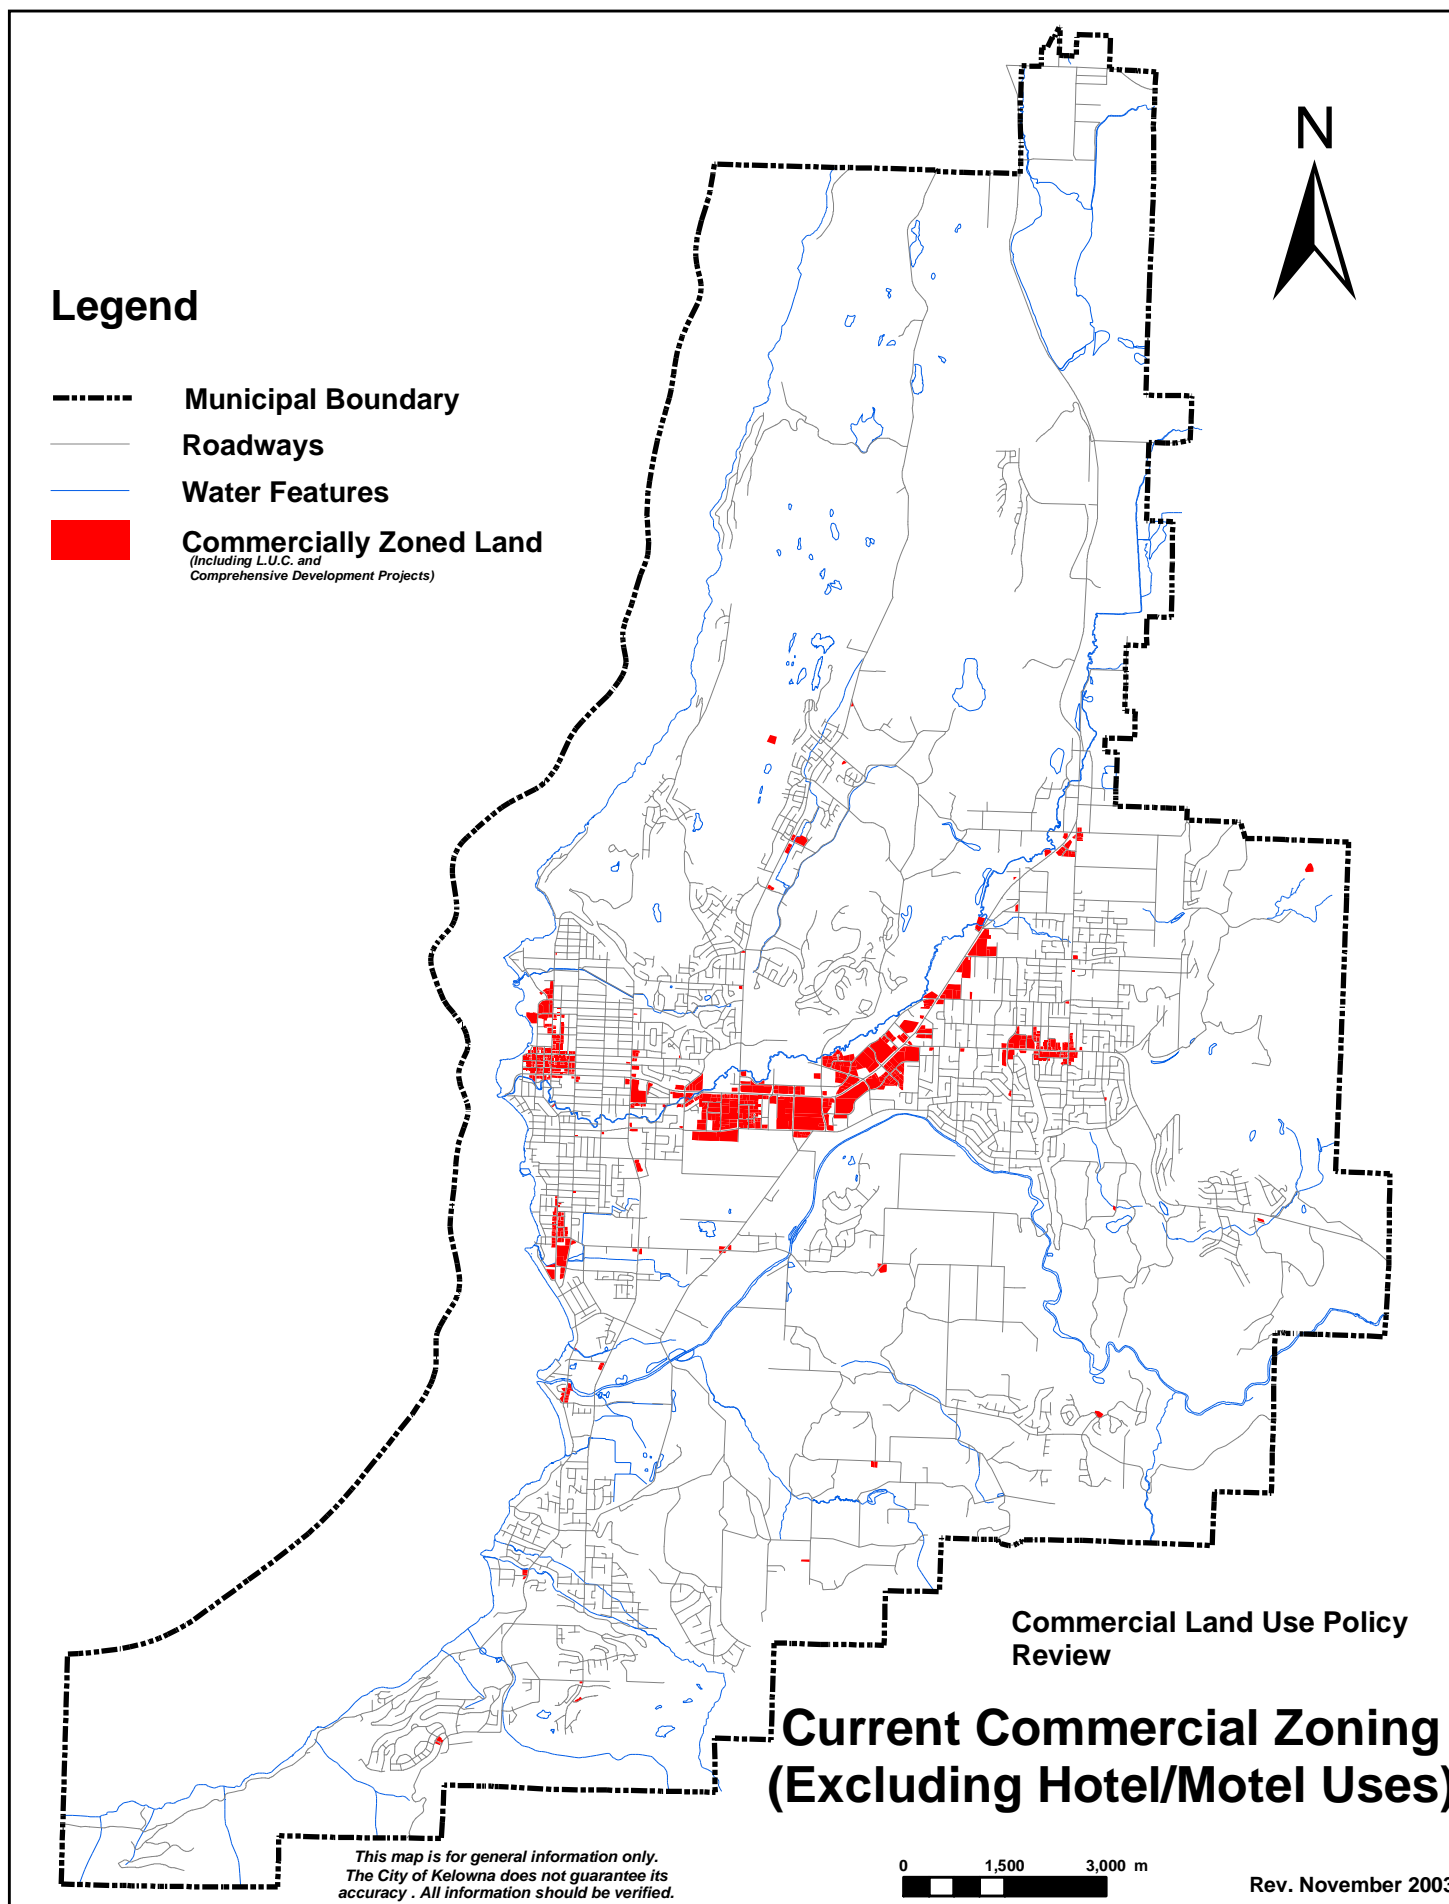 N
Legend
Municipal Boundary
Roadways
Water Features
Commercially Zoned Land
(Including L.U.C. and
Comprehensive Development Projects)
Commercial Land Use Policy
Review
Current Commercial Zoning
(Excluding Hotel/Motel Uses)
This map is for general information only.
The City of Kelowna does not guarantee its
accuracy . All information should be verified.
0 1,500 3,000 m
Rev. November 2003